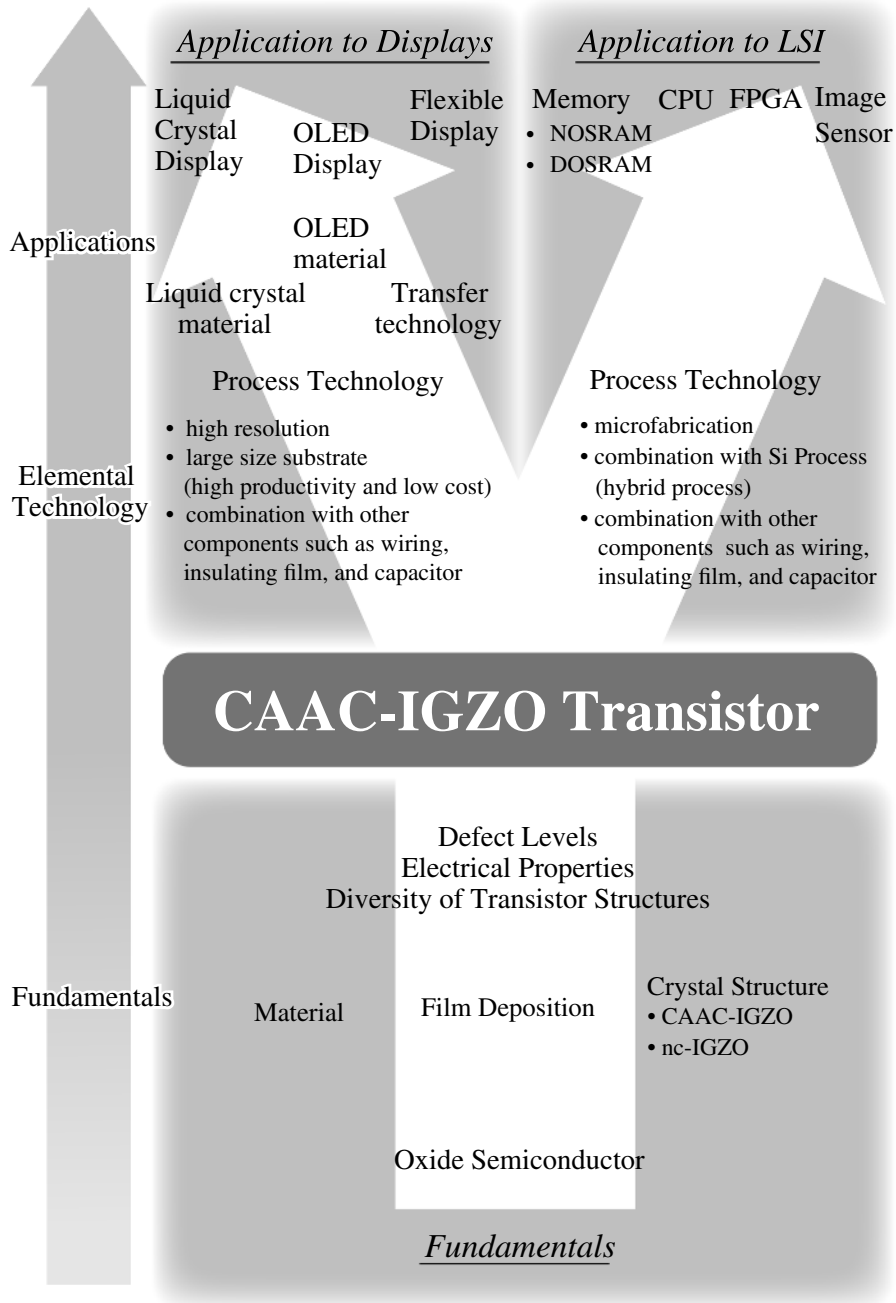 Application to Displays
Liquid
Crystal
Display
OLED
Display
Flexible
Display
OLED
material
Liquid crystal
material
Transfer
technology
Process Technology
• high resolution
• large size substrate
(high productivity and low cost)
• combination with other
components such as wiring,
insulating film, and capacitor
Application to LSI
Memory
• NOSRAM
• DOSRAM
CPU
FPGA
Image
Sensor
Process Technology
• microfabrication
• combination with Si Process
(hybrid process)
• combination with other
components such as wiring,
insulating film, and capacitor
Applications
Elemental
Technology
Fundamentals
CAAC-IGZO Transistor
Defect Levels
Electrical Properties
Diversity of Transistor Structures
Material
Film Deposition
Crystal Structure
• CAAC-IGZO
• nc-IGZO
Oxide Semiconductor
Fundamentals